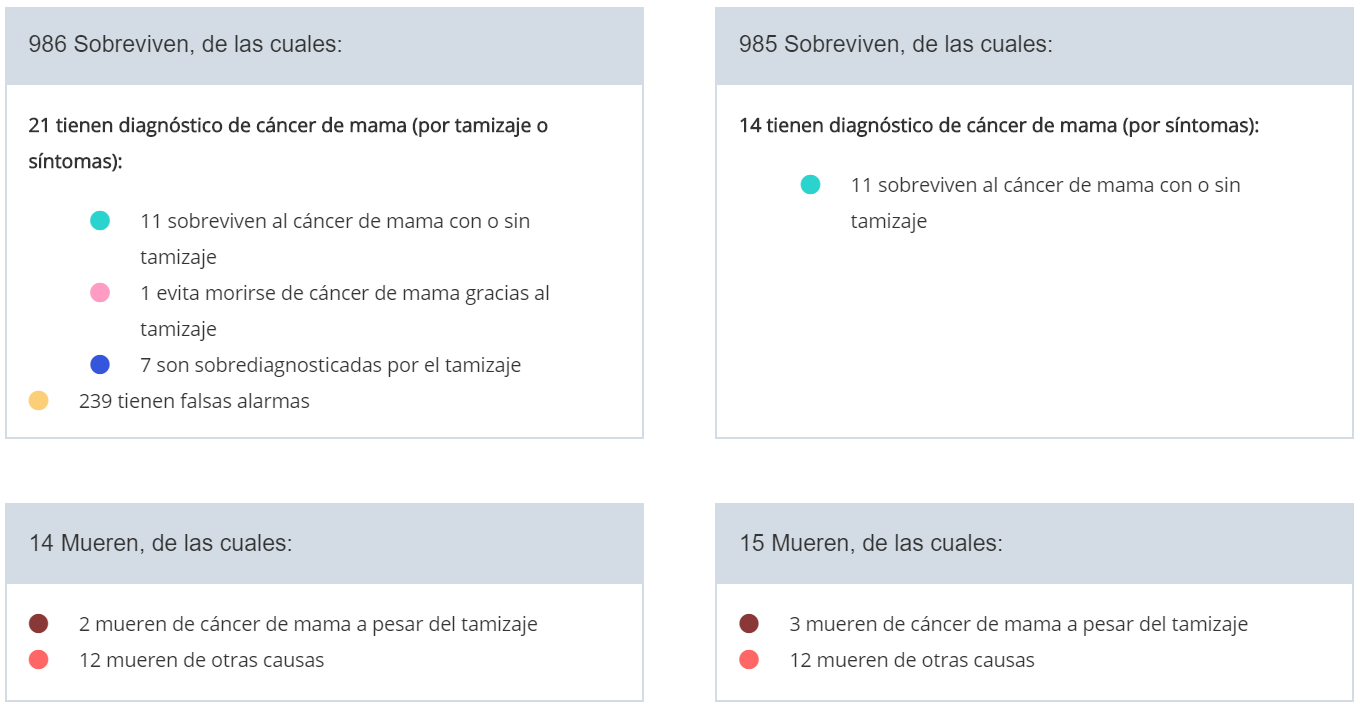 986 Sobreviven, de las cuales:
21 tienen diagnóstico de cáncer de mama (por tamizaje o
síntomas):
11 sobreviven al cáncer de mama con o sin
tamizaje
1 evita morirse de cáncer de mama gracias al
tamizaje
7 son sobrediagnosticadas por el tamizaje
239 tienen falsas alarmas
985 Sobreviven, de las cuales:
14 tienen diagnóstico de cáncer de mama (por síntomas):
11 sobreviven al cáncer de mama con o sin
tamizaje
14 Mueren, de las cuales:
2 mueren de cáncer de mama a pesar del tamizaje
12 mueren de otras causas
15 Mueren, de las cuales:
3 mueren de cáncer de mama a pesar del tamizaje
12 mueren de otras causas